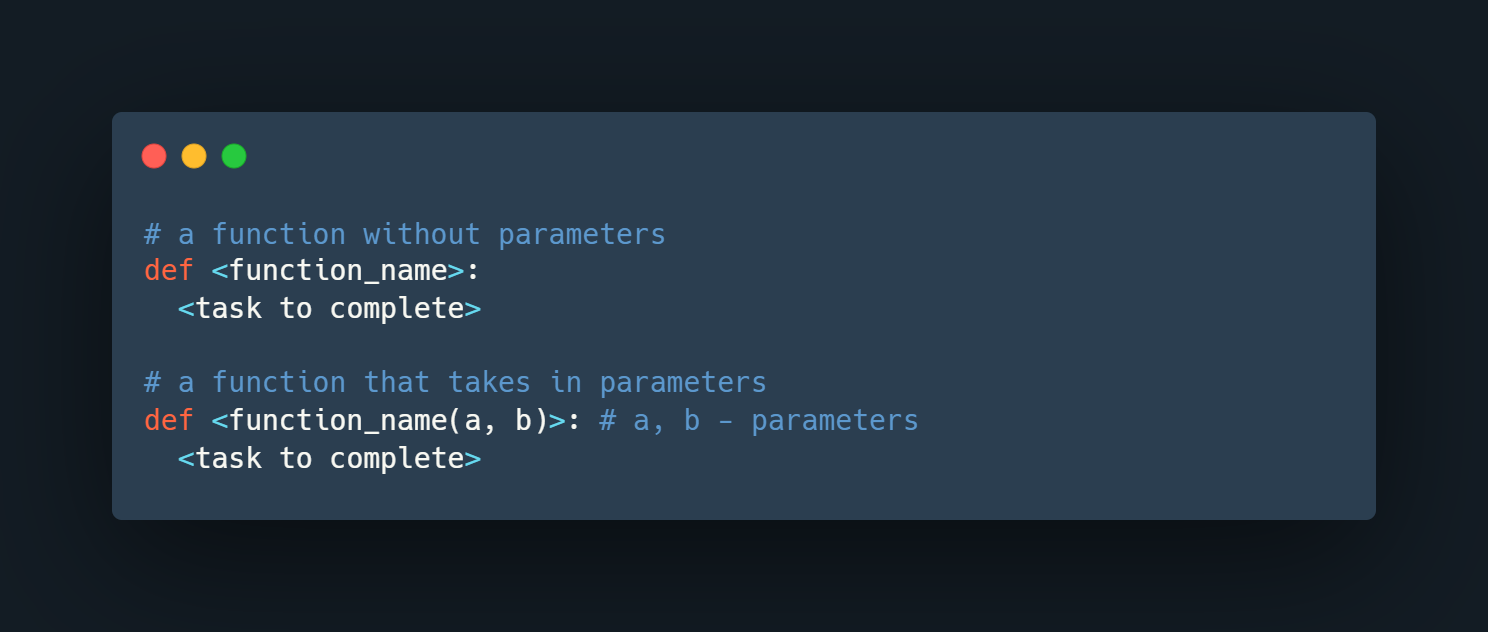 # a function without parameters
def <function_name>:
  <task to complete>

# a function that takes in parameters
def <function_name(a, b)>: # a, b - parameters
  <task to complete>